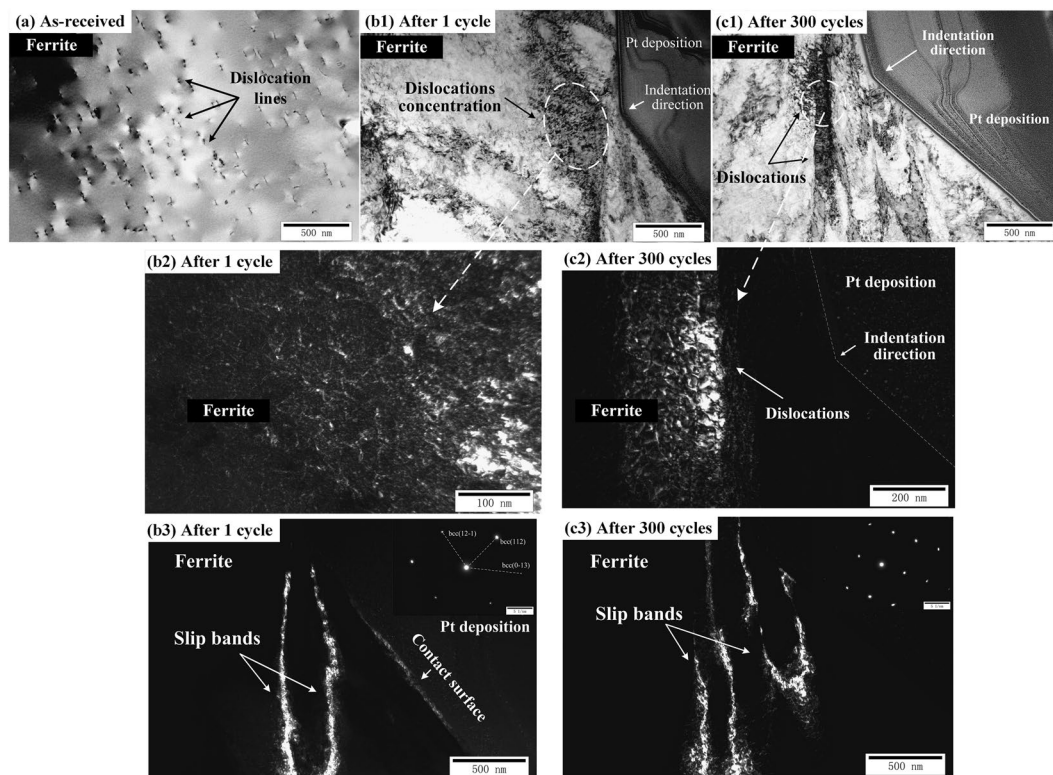 (a) As-received
Ferrite
Dislocation
lines
500 nm
(b1) After 1 cycle
Ferrite
Dislocations
concentration
Pt deposition
Indentation
direction
500 nm
(c1) After 300 cycles
Ferrite
Indentation
direction
Pt deposition
Dislocations
500 nm
(b2) After 1 cycle
Ferrite
100 nm
(c2) After 300 cycles
Pt deposition
Indentation
direction
Ferrite
Dislocations
200 nm
(b3) After 1 cycle
Ferrite
bcc(12-1)
bcc(112)
bcc(0-13)
Pt deposition
Slip bands
Contact surface
500 nm
(c3) After 300 cycles
Ferrite
Slip bands
500 nm